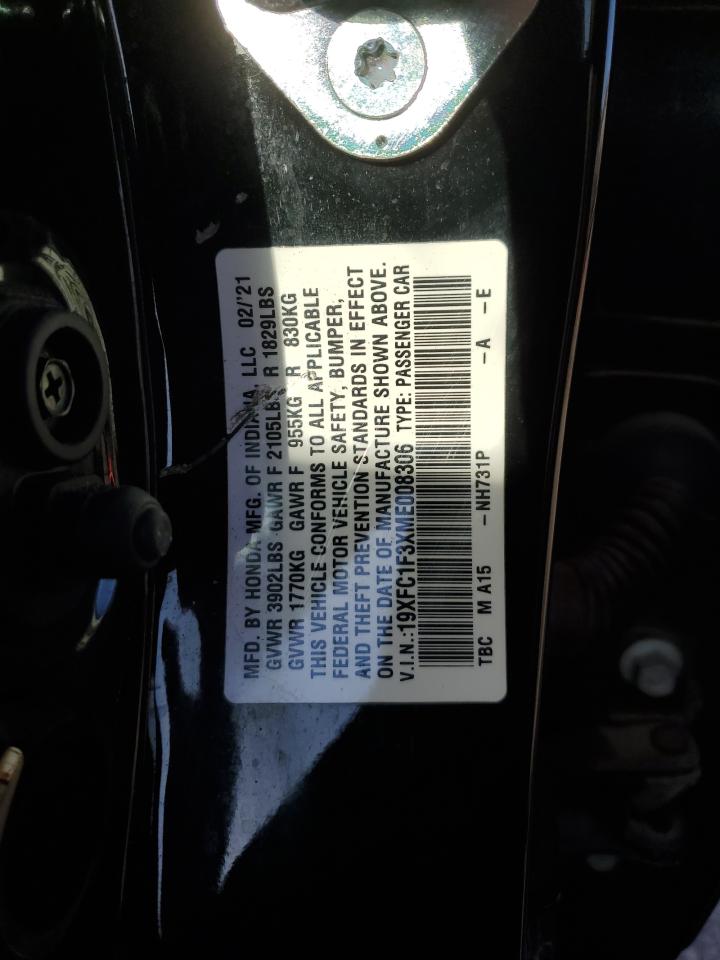 MFD. BY HONDA MFG. OF INDIANA, LLC 02/'21
GVWR 3902LBS GAWR F 2105LBS R 1829LBS
GVWR 1770KG GAWR F 955KG R 830KG
THIS VEHICLE CONFORMS TO ALL APPLICABLE
FEDERAL MOTOR VEHICLE SAFETY, BUMPER,
AND THEFT PREVENTION STANDARDS IN EFFECT
ON THE DATE OF MANUFACTURE SHOWN ABOVE.
V.I.N.:19XFC1F3XME008306 TYPE: PASSENGER CAR
TBC M A15 -NH731P -A -E